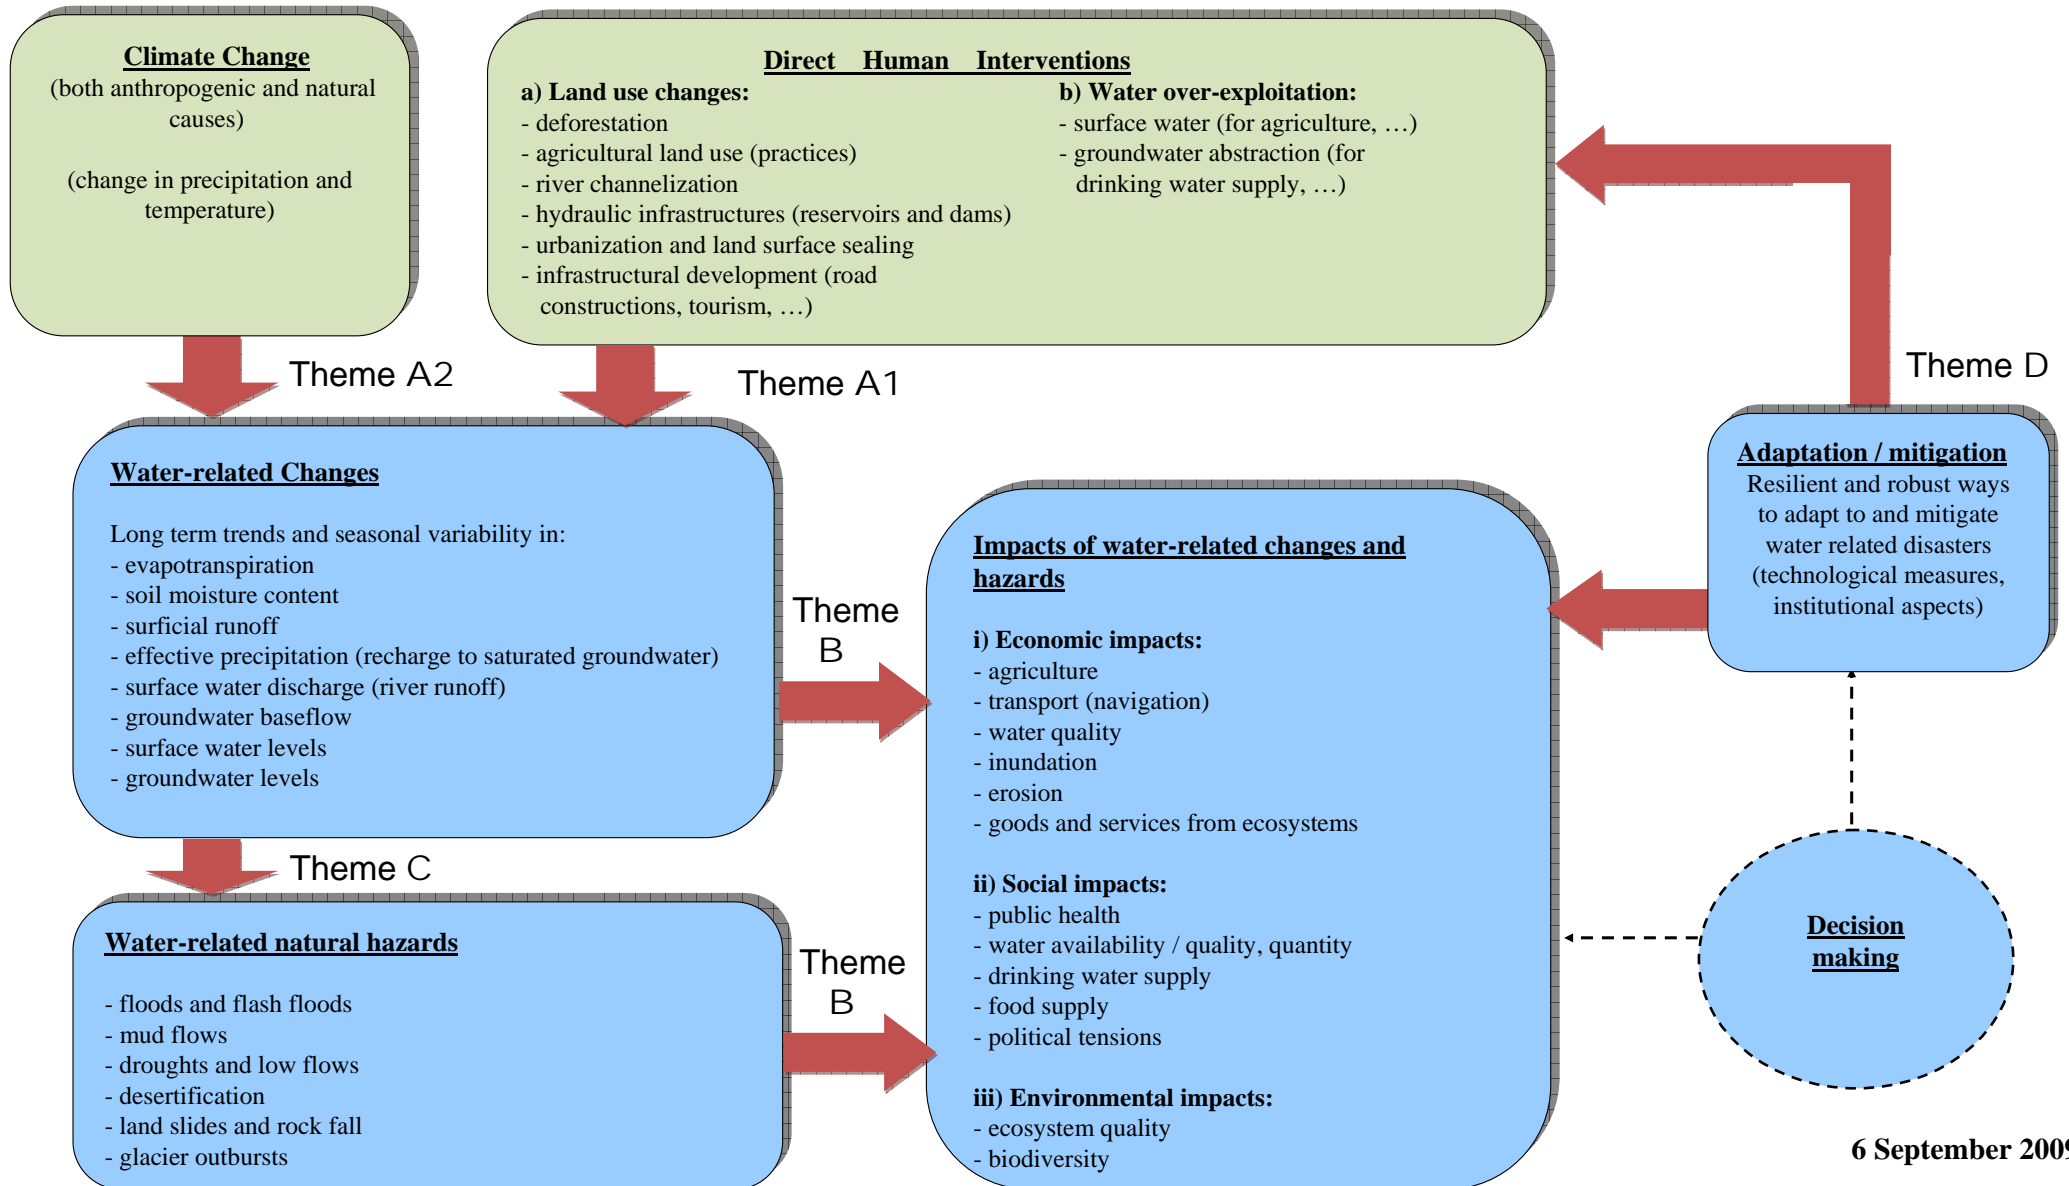 Climate Change
(both anthropogenic and natural
causes)
(change in precipitation and
temperature)
Direct Human Interventions
a) Land use changes:
- deforestation
- agricultural land use (practices)
- river channelization
- hydraulic infrastructures (reservoirs and dams)
- urbanization and land surface sealing
- infrastructural development (road
constructions, tourism, …)
b) Water over-exploitation:
- surface water (for agriculture, …)
- groundwater abstraction (for
drinking water supply, …)
Theme A2
Theme A1
Theme D
Water-related Changes
Long term trends and seasonal variability in:
- evapotranspiration
- soil moisture content
- surficial runoff
- effective precipitation (recharge to saturated groundwater)
- surface water discharge (river runoff)
- groundwater baseflow
- surface water levels
- groundwater levels
Theme
B
Impacts of water-related changes and
hazards
i) Economic impacts:
- agriculture
- transport (navigation)
- water quality
- inundation
- erosion
- goods and services from ecosystems
ii) Social impacts:
- public health
- water availability / quality, quantity
- drinking water supply
- food supply
- political tensions
iii) Environmental impacts:
- ecosystem quality
- biodiversity
Adaptation / mitigation
Resilient and robust ways
to adapt to and mitigate
water related disasters
(technological measures,
institutional aspects)
Theme C
Water-related natural hazards
- floods and flash floods
- mud flows
- droughts and low flows
- desertification
- land slides and rock fall
- glacier outbursts
Theme
B
Decision
making
6 September 2009